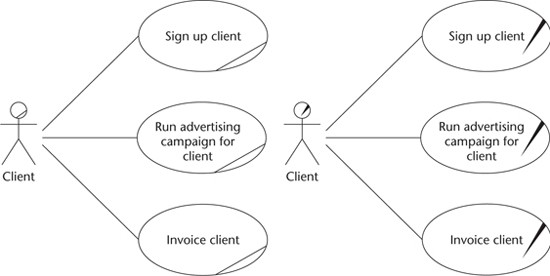 Sign up client
Run advertising
campaign for
client
Invoice client
Client
Sign up client
Run advertising
campaign for
client
Invoice client
Client